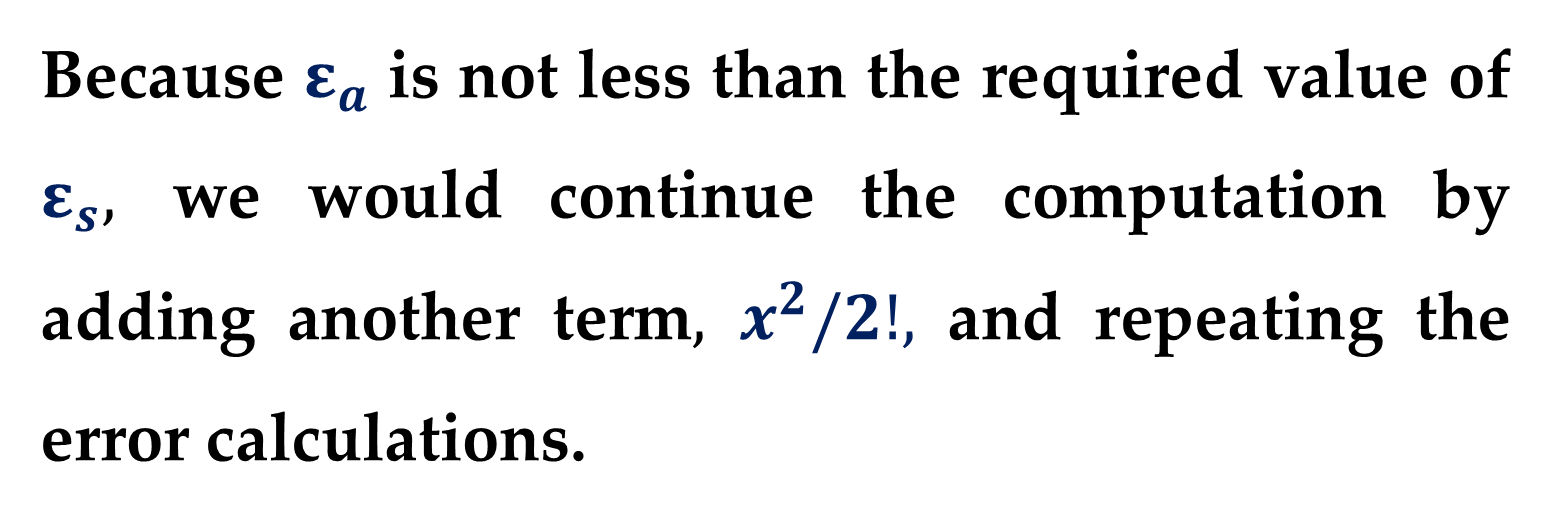 Because εₐ is not less than the required value of
εₛ, we would continue the computation by
adding another term, x²/2!, and repeating the
error calculations.